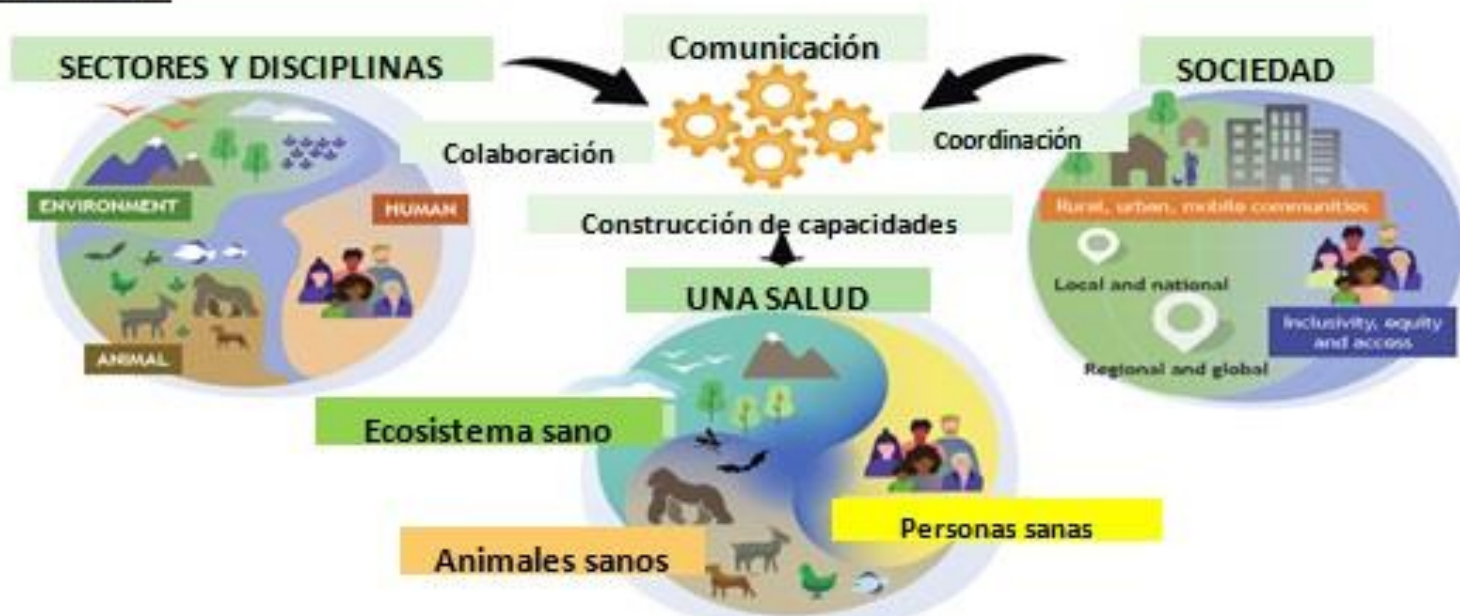 SECTORES Y DISCIPLINAS
Comunicación
SOCIEDAD
Colaboración
Coordinación
Construcción de capacidades
ENVIRONMENT
HUMAN
ANIMAL
Rural, urban, mobile communities
Local and national
Inclusivity, equity
and access
Regional and global
UNA SALUD
Ecosistema sano
Personas sanas
Animales sanos